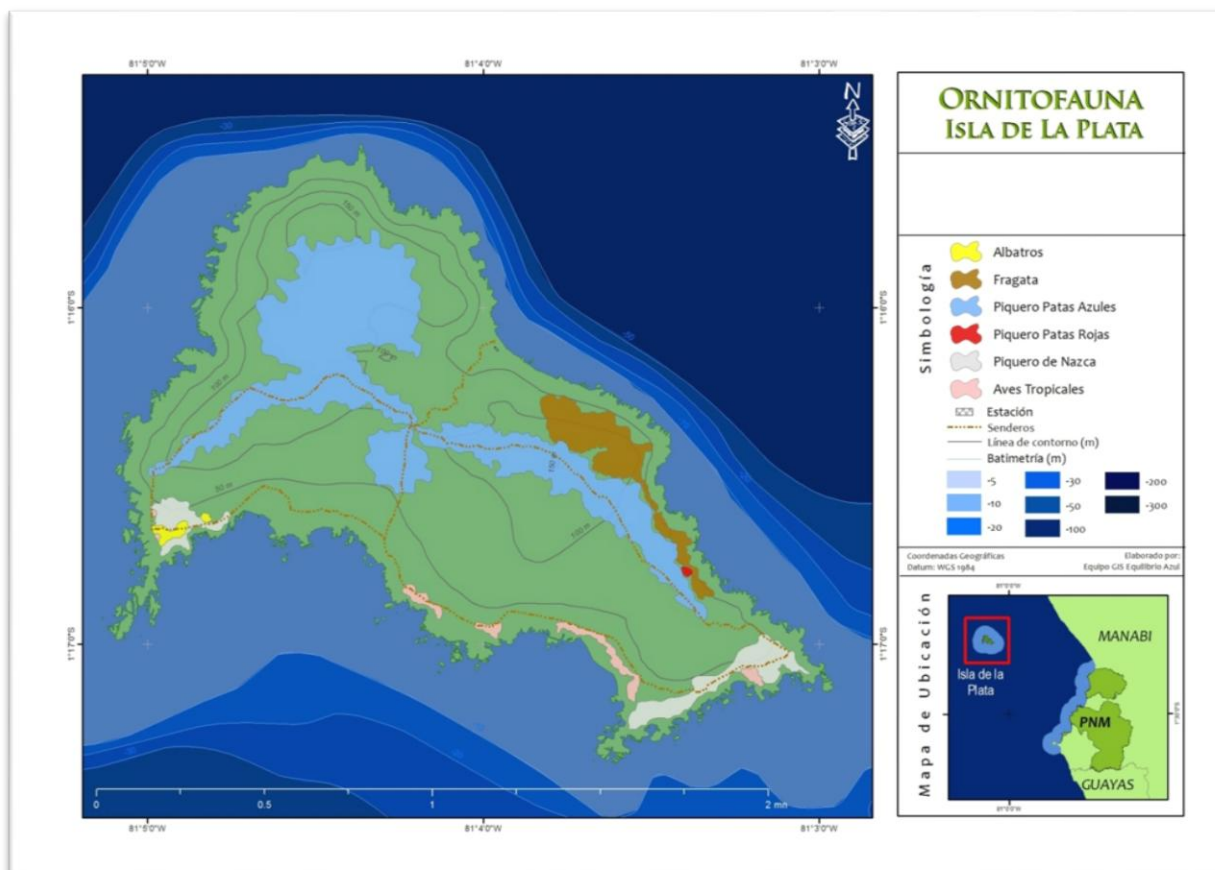 ORNITOFAUNA
ISLA DE LA PLATA
Simbología
Albatros
Fragata
Piquero Patas Azules
Piquero Patas Rojas
Piquero de Nazca
Aves Tropicales
Estación
Senderos
Línea de contorno (m)
Batimetría (m)
-5 -30 -200
-10 -50 -300
-20 -100
Coordenadas Geográficas
Datum: WGS 1984
Elaborado por:
Equipo GIS Equilibrio Azul
Mapa de Ubicación
MANABI
Isla de la
Plata
PNM
GUAYAS
81°5'0"W 81°4'0"W 81°3'0"W
N
1°16'0"S 1°16'0"S
1°17'0"S 1°17'0"S
150 m
100 m
150 m
50 m
100 m
0 0.5 1 2 mn
81°5'0"W 81°4'0"W 81°3'0"W